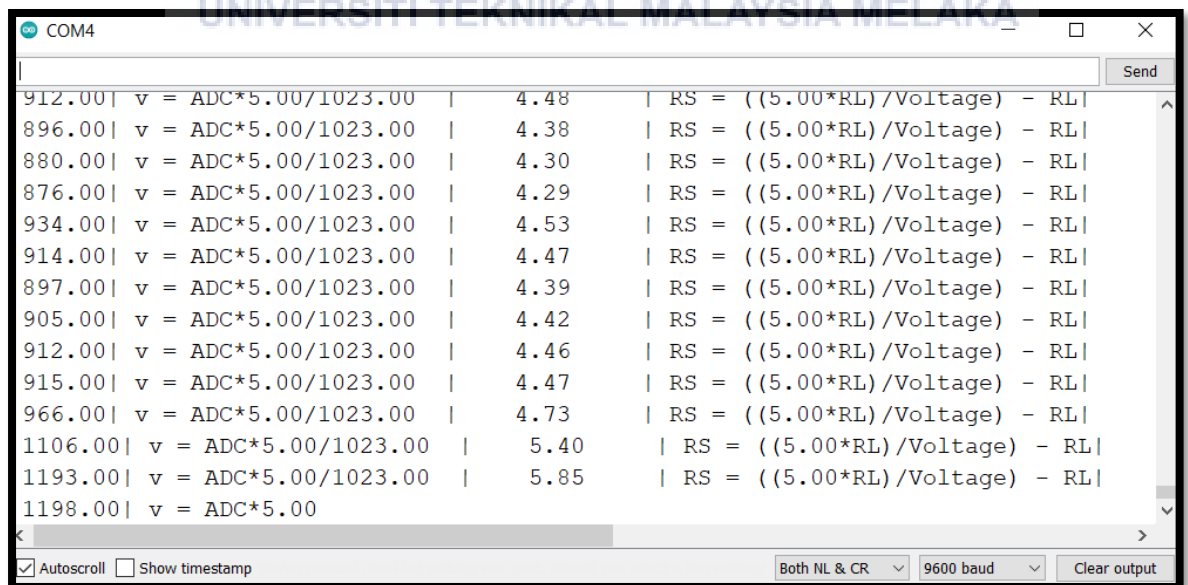 UNIVERSITI TEKNIKAL MALAYSIA MELAKA
COM4
Send
912.00| v = ADC*5.00/1023.00 | 4.48 | RS = ((5.00*RL)/Voltage) - RL|
896.00| v = ADC*5.00/1023.00 | 4.38 | RS = ((5.00*RL)/Voltage) - RL|
880.00| v = ADC*5.00/1023.00 | 4.30 | RS = ((5.00*RL)/Voltage) - RL|
876.00| v = ADC*5.00/1023.00 | 4.29 | RS = ((5.00*RL)/Voltage) - RL|
934.00| v = ADC*5.00/1023.00 | 4.53 | RS = ((5.00*RL)/Voltage) - RL|
914.00| v = ADC*5.00/1023.00 | 4.47 | RS = ((5.00*RL)/Voltage) - RL|
897.00| v = ADC*5.00/1023.00 | 4.39 | RS = ((5.00*RL)/Voltage) - RL|
905.00| v = ADC*5.00/1023.00 | 4.42 | RS = ((5.00*RL)/Voltage) - RL|
912.00| v = ADC*5.00/1023.00 | 4.46 | RS = ((5.00*RL)/Voltage) - RL|
915.00| v = ADC*5.00/1023.00 | 4.47 | RS = ((5.00*RL)/Voltage) - RL|
966.00| v = ADC*5.00/1023.00 | 4.73 | RS = ((5.00*RL)/Voltage) - RL|
1106.00| v = ADC*5.00/1023.00 | 5.40 | RS = ((5.00*RL)/Voltage) - RL|
1193.00| v = ADC*5.00/1023.00 | 5.85 | RS = ((5.00*RL)/Voltage) - RL|
1198.00| v = ADC*5.00
Autoscroll Show timestamp Both NL & CR 9600 baud Clear output